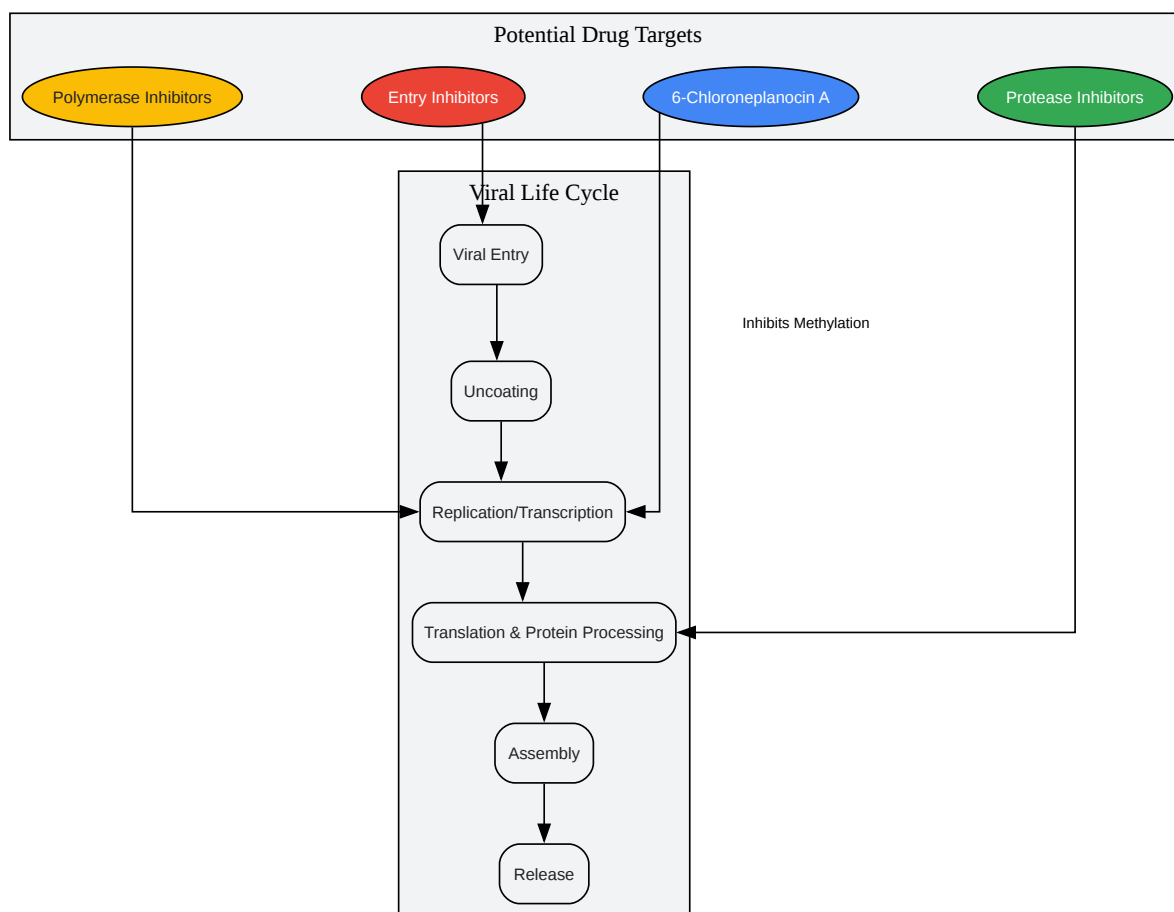 Potential Drug Targets
Polymerase Inhibitors
Entry Inhibitors
6-Chloroneplanocin A
Protease Inhibitors
Viral Life Cycle
Viral Entry
Inhibits Methylation
Uncoating
Replication/Transcription
Translation & Protein Processing
Assembly
Release